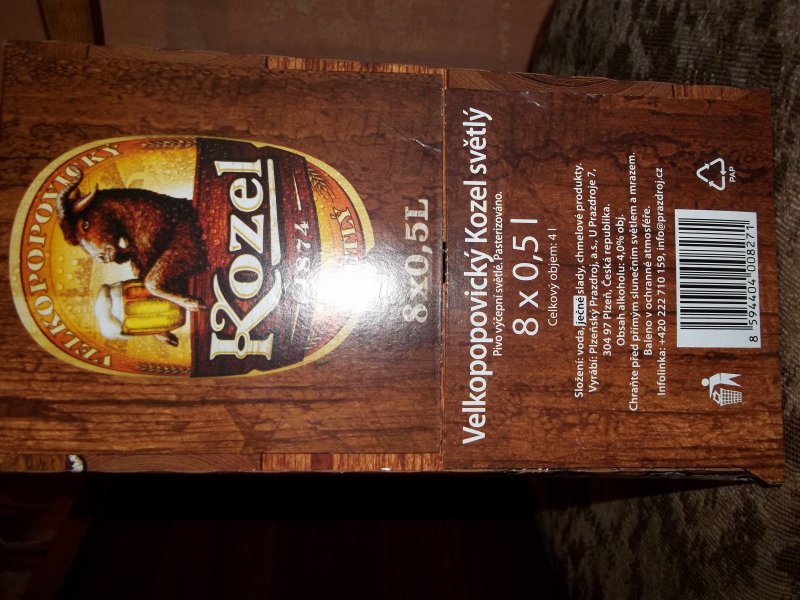 VELKOPOPOVICKÝ
Kozel
1874
8x0,5L
Velkopopovický Kozel světlý
Pivo výčepní světlé. Pasterizováno.
8 x 0,5 l
Celkový objem: 4 l
Složení: voda, ječné slady, chmelové produkty.
Vyrábí: Plzeňský Prazdroj, a.s., U Prazdroje 7,
304 97 Plzeň, Česká republika.
Obsah alkoholu: 4,0% obj.
Chraňte před přímým slunečním světlem a mrazem.
Baleno v ochranné atmosféře.
Infolinka: +420 222 710 159, info@prazdroj.cz
PAP
8 594404 008271